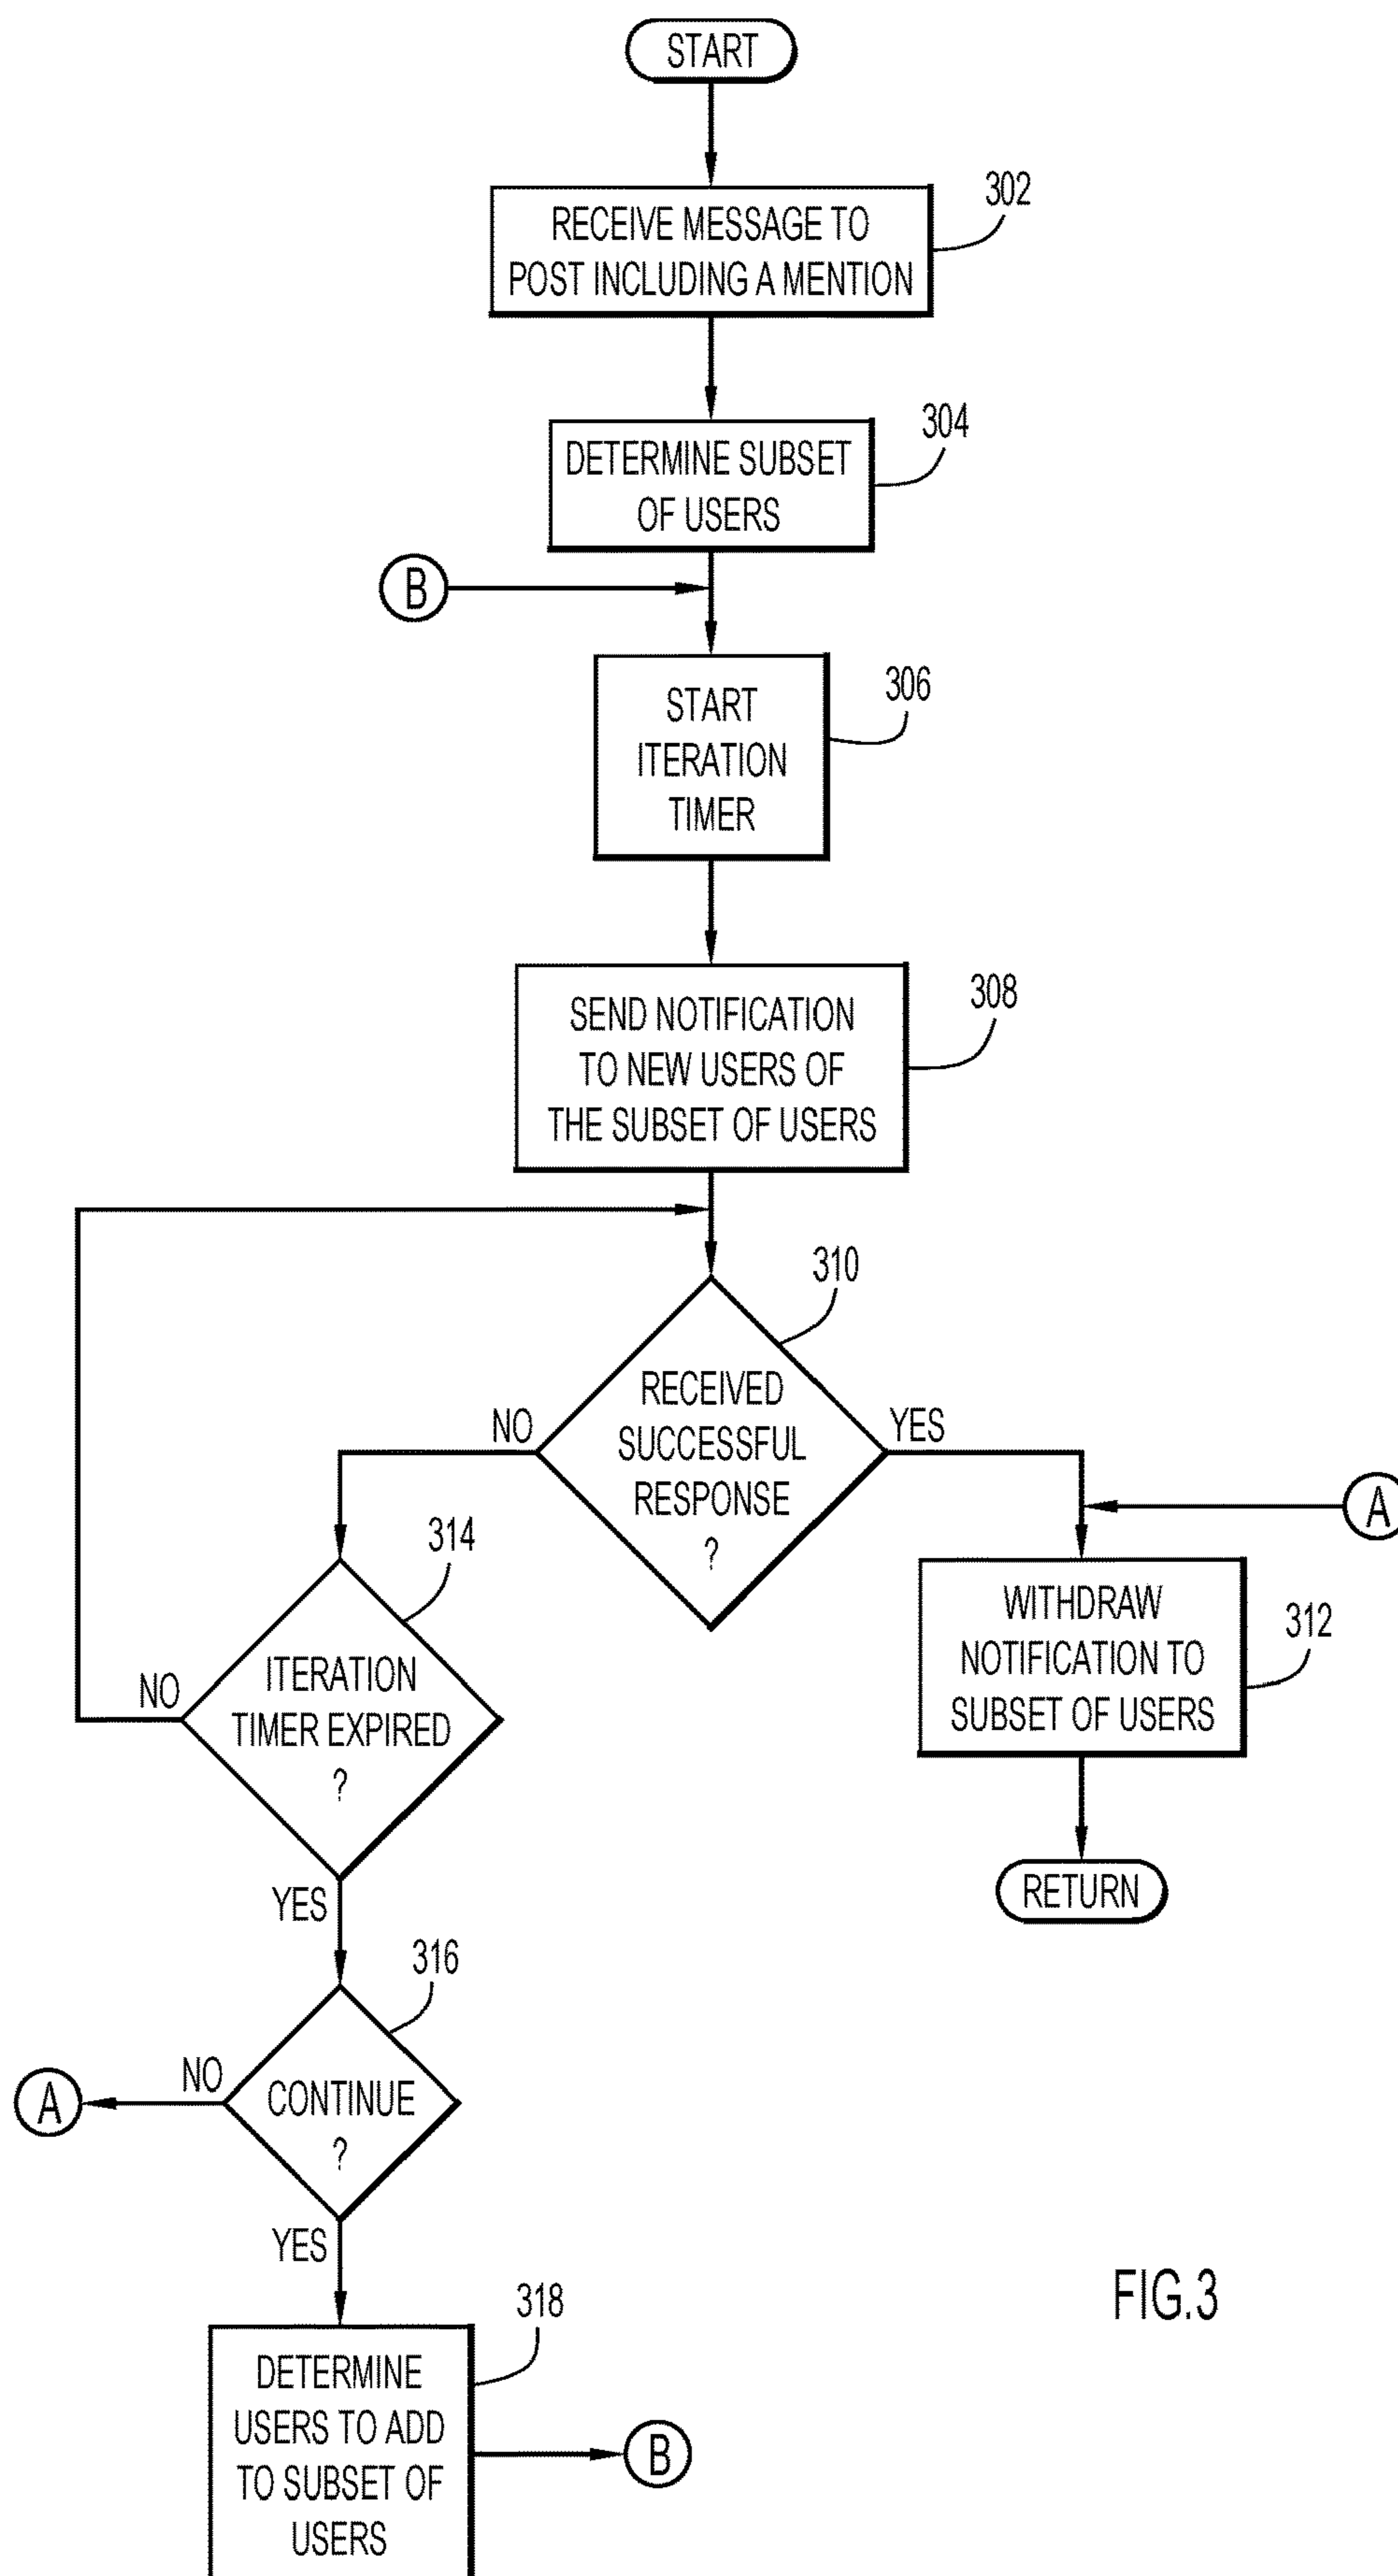 START
302
RECEIVE MESSAGE TO
POST INCLUDING A MENTION
304
DETERMINE SUBSET
OF USERS
B
306
START
ITERATION
TIMER
308
SEND NOTIFICATION
TO NEW USERS OF
THE SUBSET OF USERS
310
RECEIVED
SUCCESSFUL
RESPONSE
?
NO
YES
A
314
ITERATION
TIMER EXPIRED
?
NO
YES
312
WITHDRAW
NOTIFICATION TO
SUBSET OF USERS
RETURN
316
CONTINUE
?
NO
A
YES
318
DETERMINE
USERS TO ADD
TO SUBSET OF
USERS
B
FIG.3